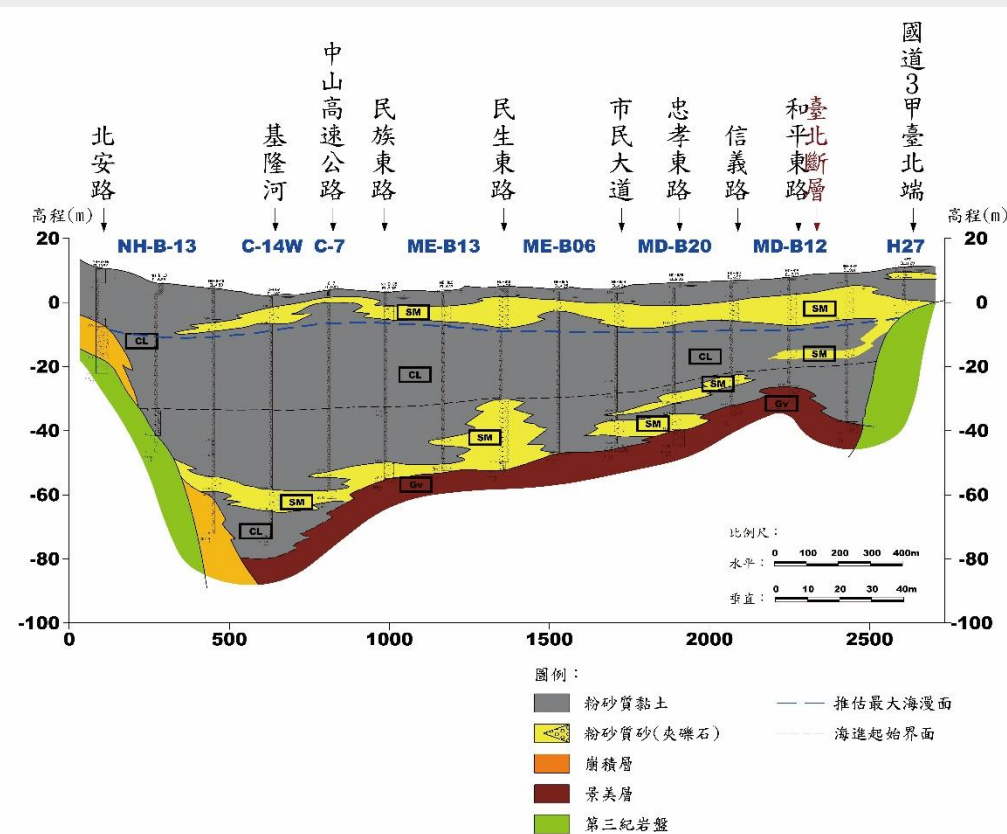 北安路
基隆河
中山高速公路
民族東路
民生東路
市民大道
忠孝東路
信義路
和平東路
臺北斷層
國道3甲臺北端
高程(m)
高程(m)
NH-B-13
C-14W
C-7
ME-B13
ME-B06
MD-B20
MD-B12
H27
20
0
-20
-40
-60
-80
-100
20
0
-20
-40
-60
-80
-100
SM
SM
CL
CL
CL
SM
SM
SM
Gv
SM
Gv
SM
CL
比例尺：
水平： 0 100 200 300 400m
垂直： 0 10 20 30 40m
0 500 1000 1500 2000 2500
圖例：
粉砂質黏土
推估最大海漫面
粉砂質砂(夾礫石)
海進起始界面
崩積層
景美層
第三紀岩盤